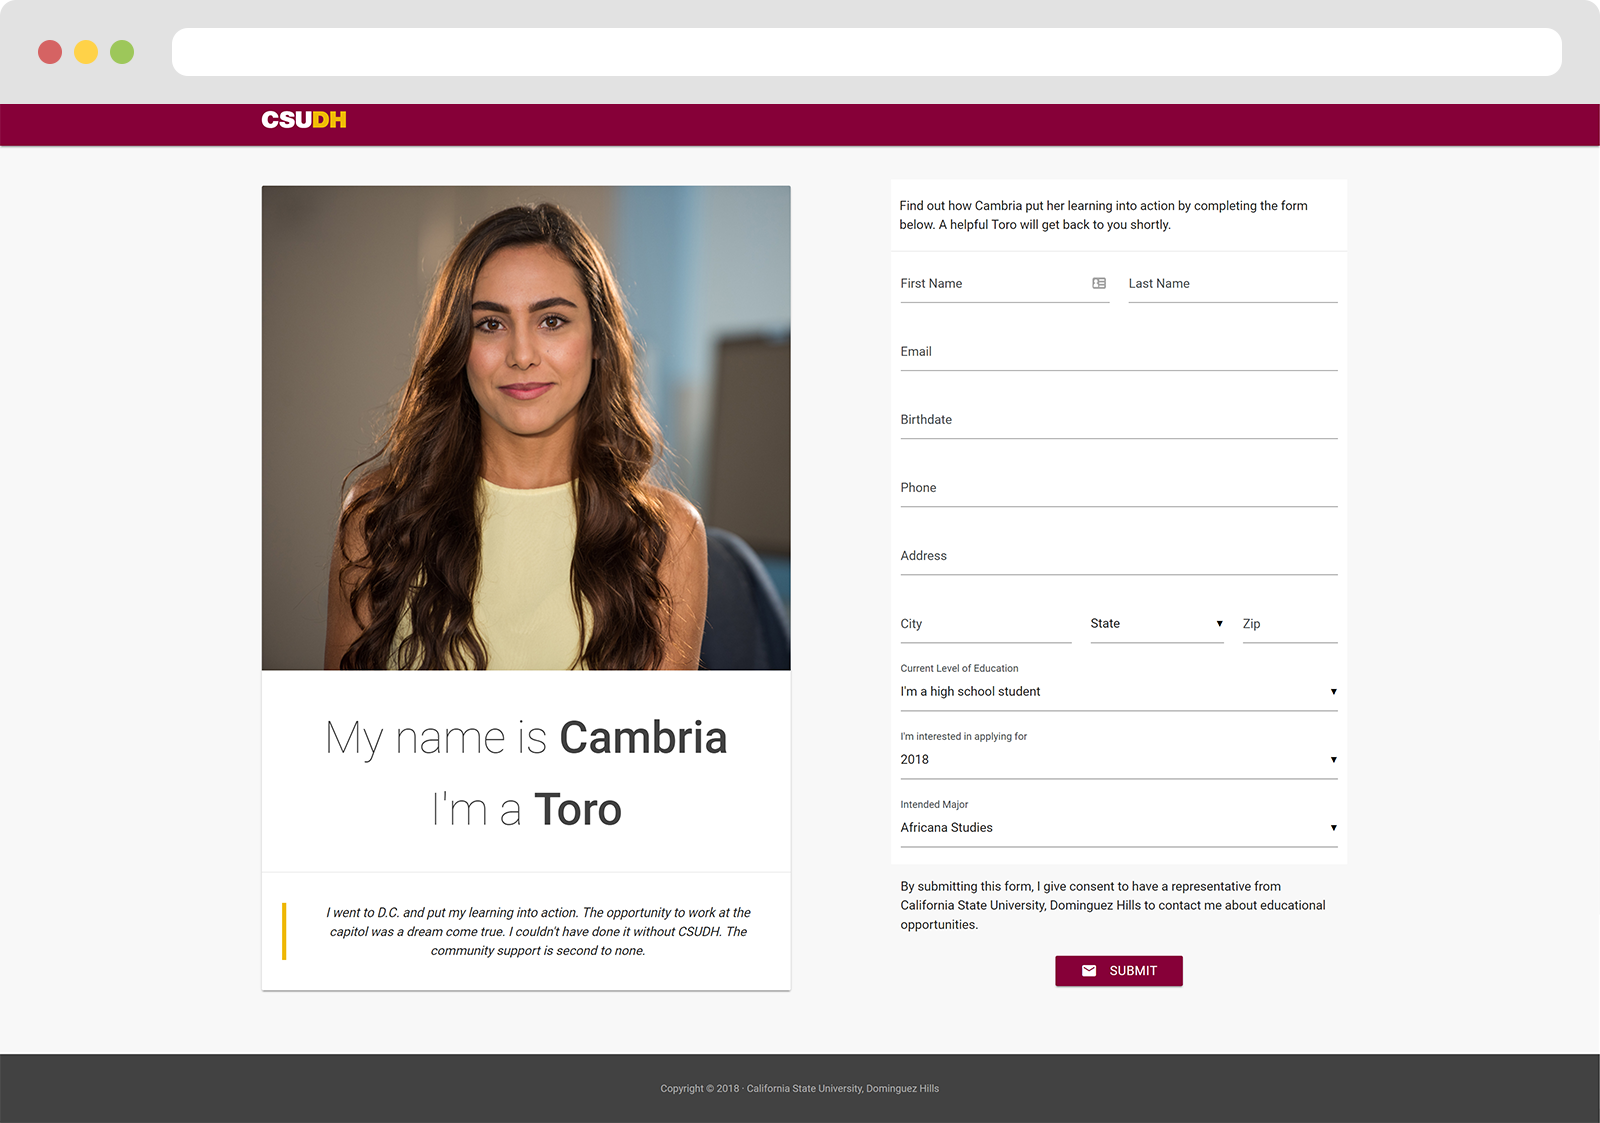 CSUDH
My name is Cambria
I'm a Toro
I went to D.C. and put my learning into action. The opportunity to work at the
capitol was a dream come true. I couldn't have done it without CSUDH. The
community support is second to none.
Find out how Cambria put her learning into action by completing the form
below. A helpful Toro will get back to you shortly.
First Name Last Name
Email
Birthdate
Phone
Address
City State ▼ Zip
Current Level of Education
I'm a high school student ▼
I'm interested in applying for
2018 ▼
Intended Major
Africana Studies ▼
By submitting this form, I give consent to have a representative from
California State University, Dominguez Hills to contact me about educational
opportunities.
SUBMIT
Copyright © 2018 · California State University, Dominguez Hills